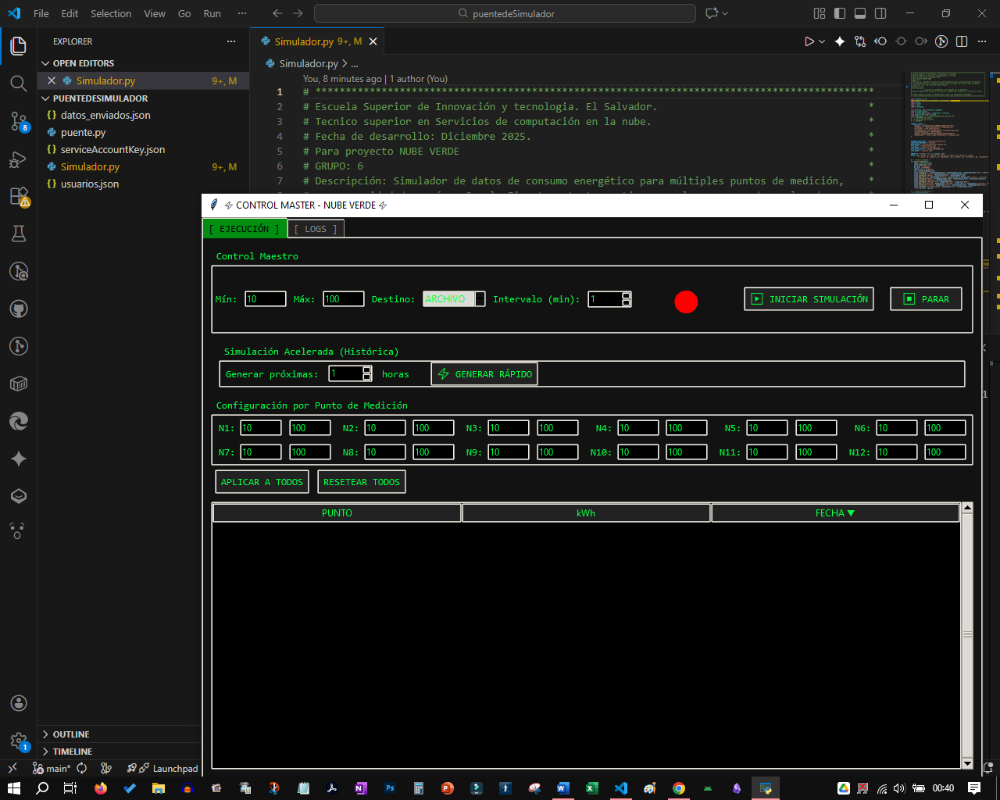 File Edit Selection View Go Run ··· puentedeSimulador
EXPLORER
OPEN EDITORS
Simulador.py 9+, M
PUENTEDESIMULADOR
datos_enviados.json
puente.py
serviceAccountKey.json
Simulador.py 9+, M
usuarios.json
OUTLINE
TIMELINE
8
1
Simulador.py 9+, M
Simulador.py > ...
You, 8 minutes ago | 1 author (You)
1 # *********************************************************************************************
2 # Escuela Superior de Innovación y tecnologia. El Salvador. *
3 # Tecnico superior en Servicios de computación en la nube. *
4 # Fecha de desarrollo: Diciembre 2025. *
5 # Para proyecto NUBE VERDE *
6 # GRUPO: 6 *
7 # Descripción: Simulador de datos de consumo energético para múltiples puntos de medición, *
CONTROL MASTER - NUBE VERDE
[ EJECUCIÓN ] [ LOGS ]
Control Maestro
Mín: 10 Máx: 100 Destino: ARCHIVO Intervalo (min): 1 INICIAR SIMULACIÓN PARAR
Simulación Acelerada (Histórica)
Generar próximas: 1 horas GENERAR RÁPIDO
Configuración por Punto de Medición
N1: 10 100 N2: 10 100 N3: 10 100 N4: 10 100 N5: 10 100 N6: 10 100
N7: 10 100 N8: 10 100 N9: 10 100 N10: 10 100 N11: 10 100 N12: 10 100
APLICAR A TODOS RESETEAR TODOS
PUNTO kWh FECHA ▼
main* Launchpad
00:40